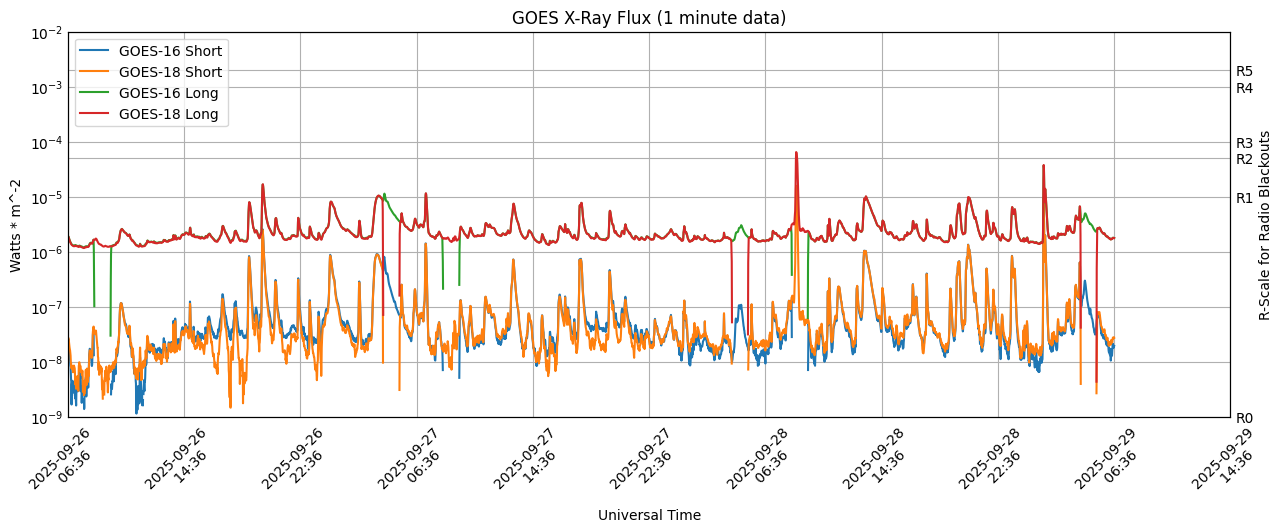 GOES X-Ray Flux (1 minute data)
GOES-16 Short
GOES-18 Short
GOES-16 Long
GOES-18 Long
10^-2
10^-3
10^-4
10^-5
10^-6
10^-7
10^-8
10^-9
Watts * m^-2
R5
R4
R3
R2
R1
R0
R-Scale for Radio Blackouts
2025-09-26
06:36
2025-09-26
14:36
2025-09-26
22:36
2025-09-27
06:36
2025-09-27
14:36
2025-09-27
22:36
2025-09-28
06:36
2025-09-28
14:36
2025-09-28
22:36
2025-09-29
06:36
2025-09-29
14:36
Universal Time